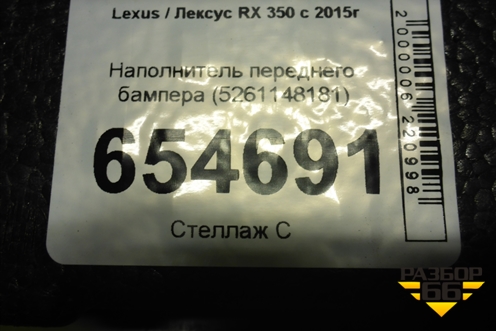 Lexus / Лексус RX 350 с 2015г
Наполнитель переднего
бампера (5261148181)
654691
Стеллаж С
2000006220998
РАЗБОР
66